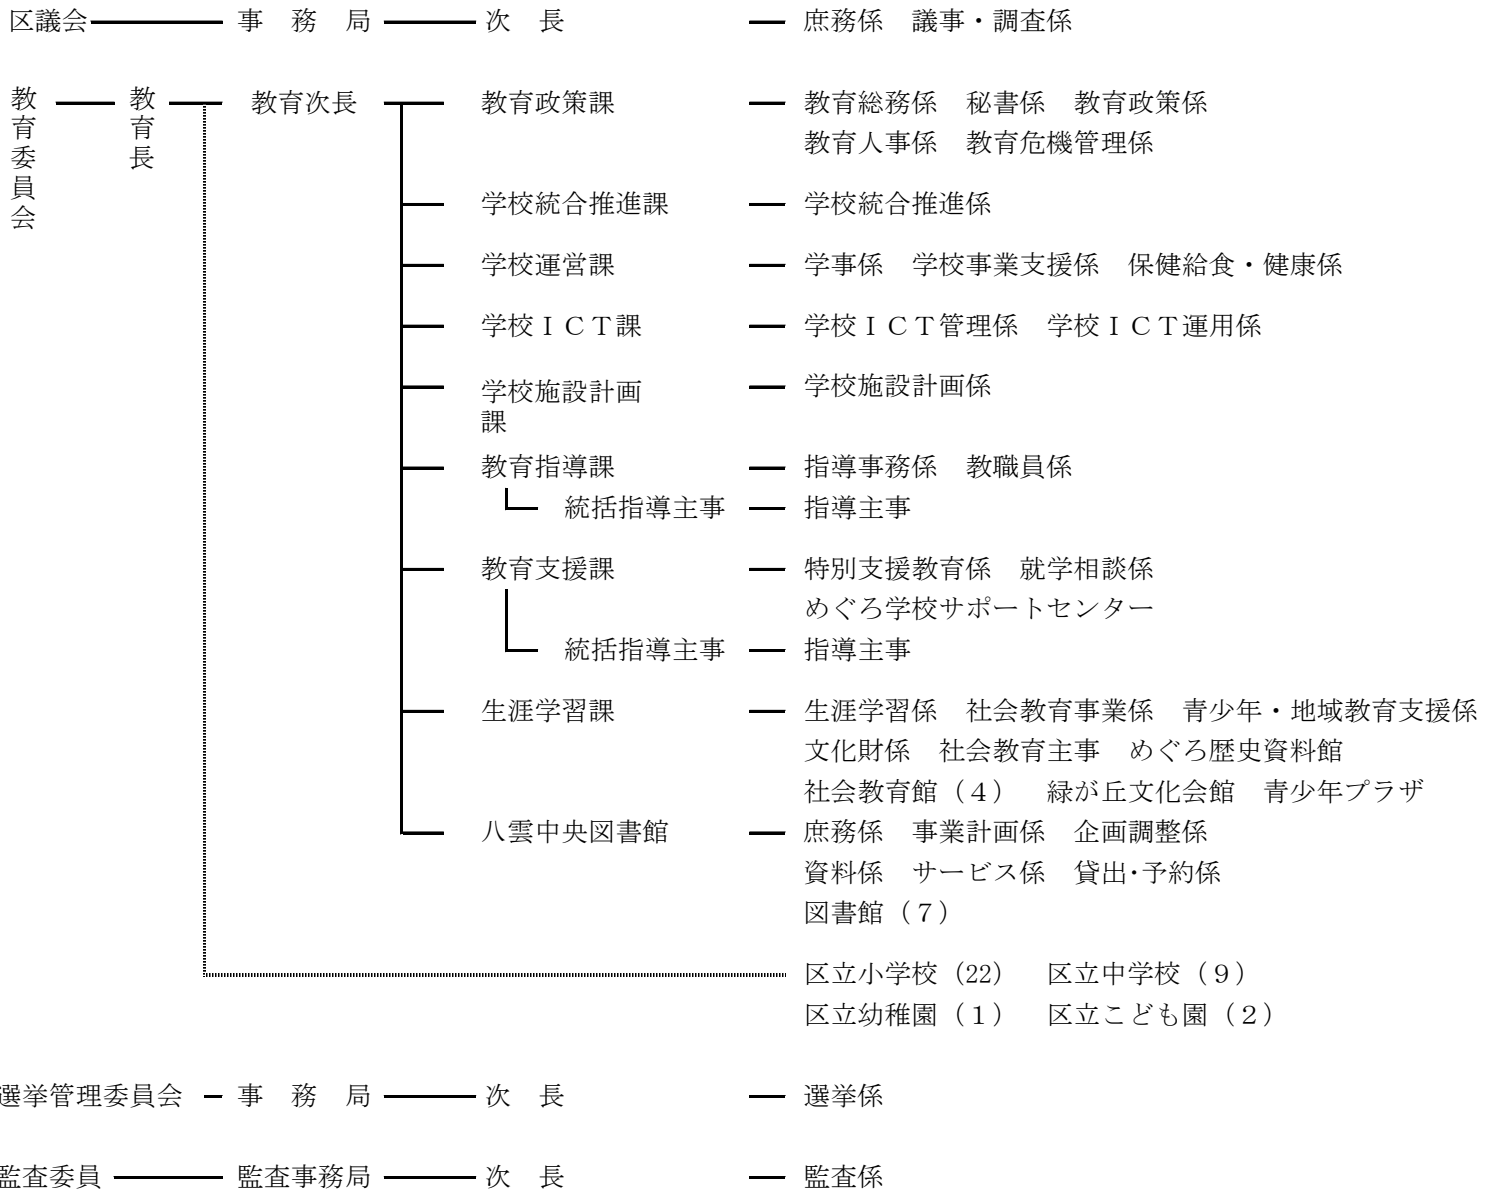 区議会 事　務　局 次　長 庶務係　議事・調査係
教育委員会 教育長 教育次長 教育政策課 教育総務係　秘書係　教育政策係
教育人事係　教育危機管理係
学校統合推進課 学校統合推進係
学校運営課 学事係　学校事業支援係　保健給食・健康係
学校ＩＣＴ課 学校ＩＣＴ管理係　学校ＩＣＴ運用係
学校施設計画 学校施設計画係
課
教育指導課 指導事務係　教職員係
統括指導主事 指導主事
教育支援課 特別支援教育係　就学相談係
めぐろ学校サポートセンター
統括指導主事 指導主事
生涯学習課 生涯学習係　社会教育事業係　青少年・地域教育支援係
文化財係　社会教育主事　めぐろ歴史資料館
社会教育館（４）　緑が丘文化会館　青少年プラザ
八雲中央図書館 庶務係　事業計画係　企画調整係
資料係　サービス係　貸出･予約係
図書館（７）
区立小学校（22）　区立中学校（９）
区立幼稚園（１）　区立こども園（２）
選挙管理委員会 事　務　局 次　長 選挙係
監査委員 監査事務局 次　長 監査係